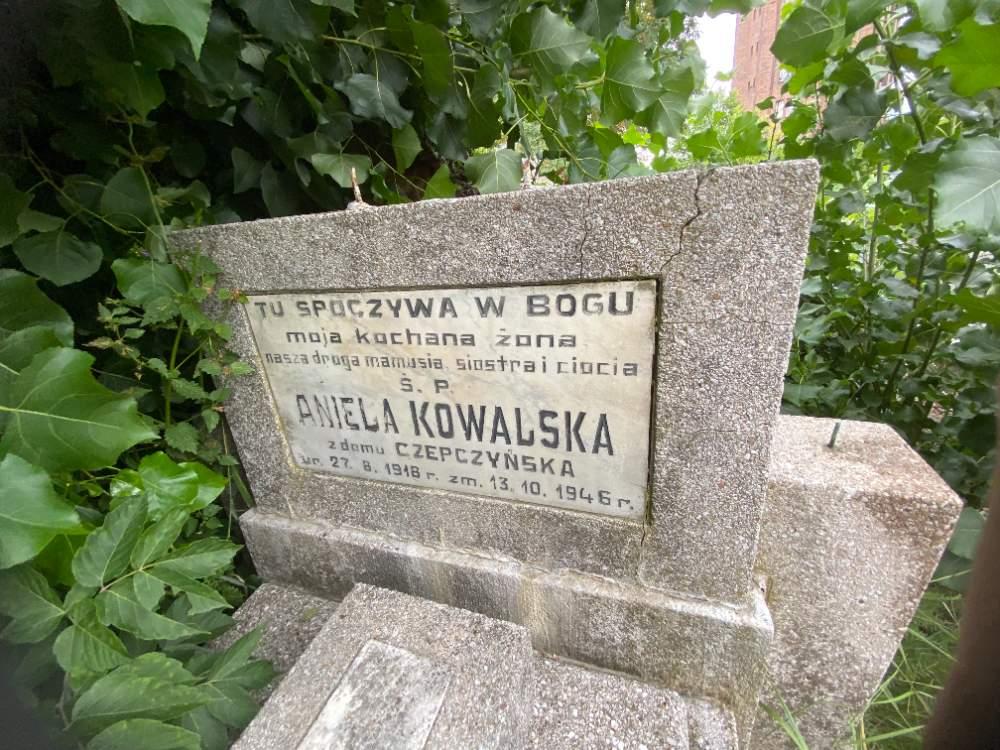 TU SPOCZYWA W BOGU
moja kochana żona
nasza droga mamusia, siostra i ciocia
Ś. P.
ANIELA KOWALSKA
z domu CZEPCZYŃSKA
ur. 27. 8. 1918 r. zm. 13. 10. 1946 r.